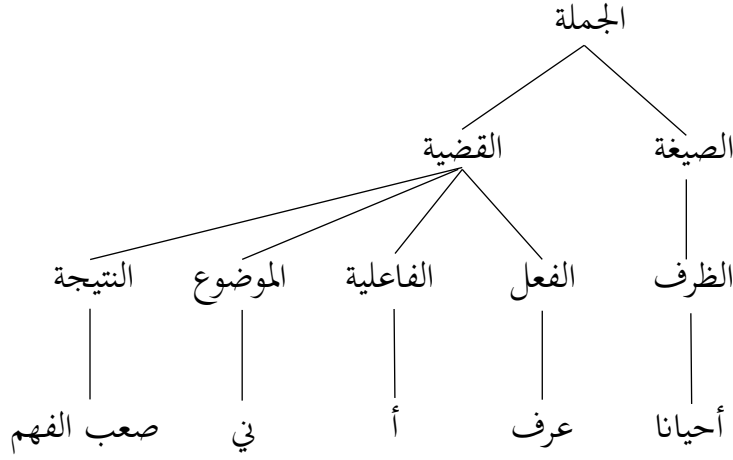 الجملة
الصيغة القضية
الظرف الفعل الفاعلية الموضوع النتيجة
أحيانا عرف أ ني صعب الفهم